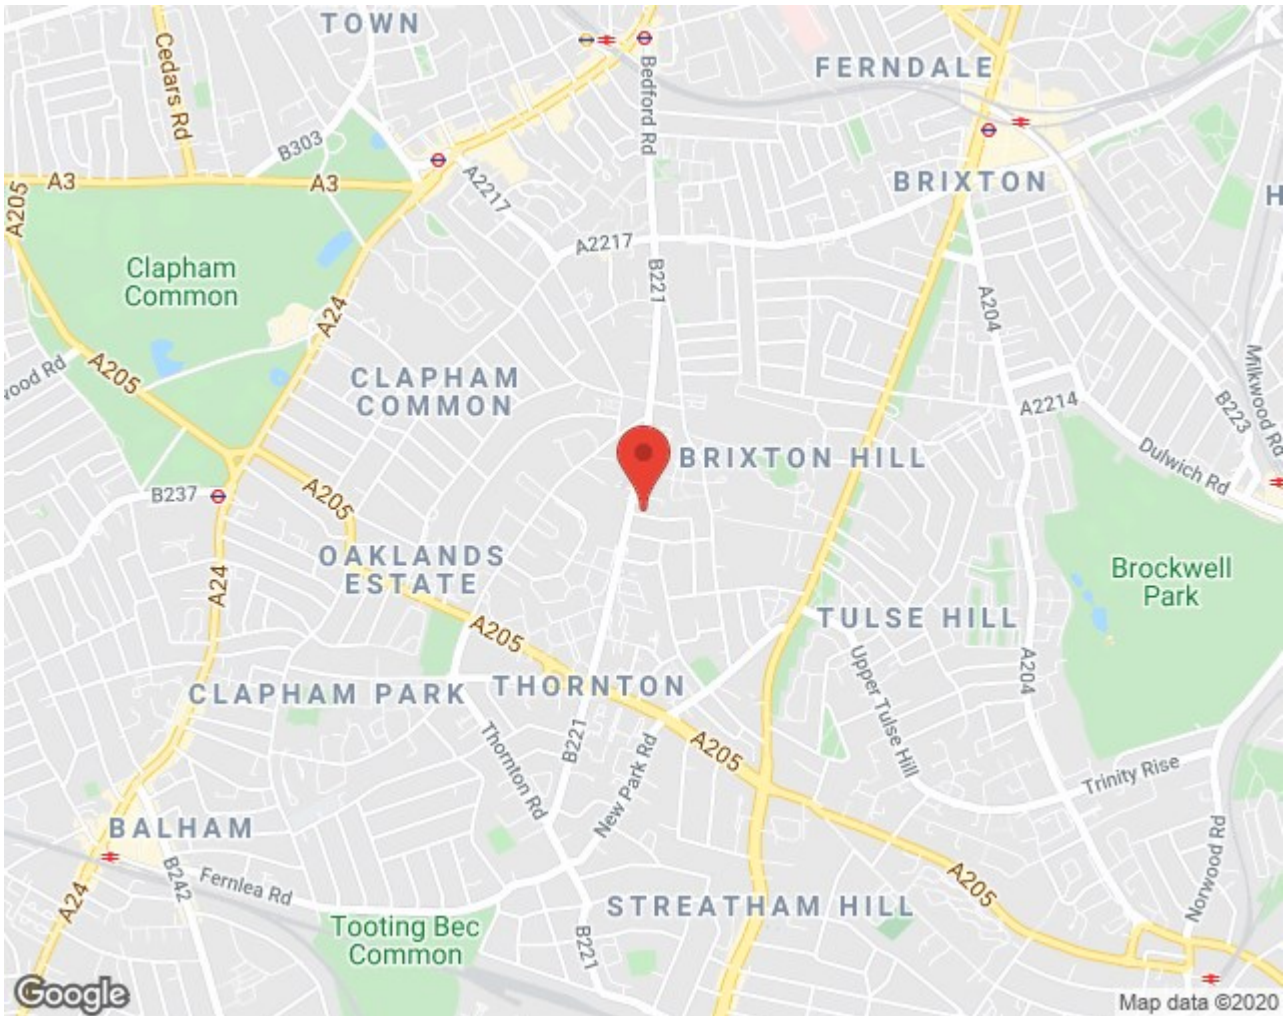 TOWN
Cedars Rd
Bedford Rd
FERNDALE
B303
A3
A3
A205
A2217
BRIXTON
A2217
Clapham
Common
B221
A24
A204
A205
wood Rd
CLAPHAM
COMMON
A2214
Milkwood Rd
B223
Dulwich Rd
BRIXTON HILL
B237
A205
OAKLANDS
ESTATE
A24
Brockwell
Park
A205
TULSE HILL
A204
Upper Tulse Hill
CLAPHAM PARK
THORNTON
B221
Thornton Rd
New Park Rd
A205
Trinity Rise
BALHAM
B242
Fernlea Rd
A24
Norwood Rd
A205
STREATHAM HILL
Tooting Bec
Common
B221
Google
Map data ©2020